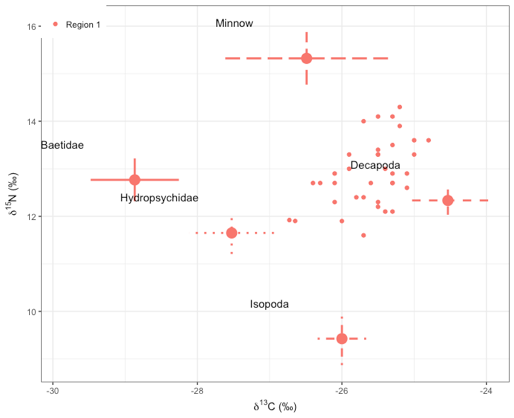 Minnow
16
Region 1
14
Baetidae
Decapoda
Hydropsychidae
12
Isopoda
10
δ15N (‰)
-30
-28
-26
-24
δ13C (‰)